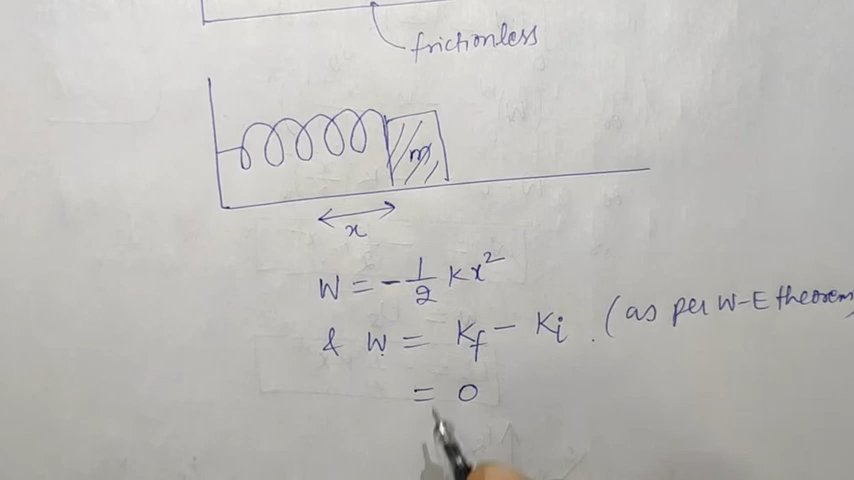 frictionless
m
x
W = -1/2 Kx²
& W = Kf - Ki . (as per W-E theorem
= 0